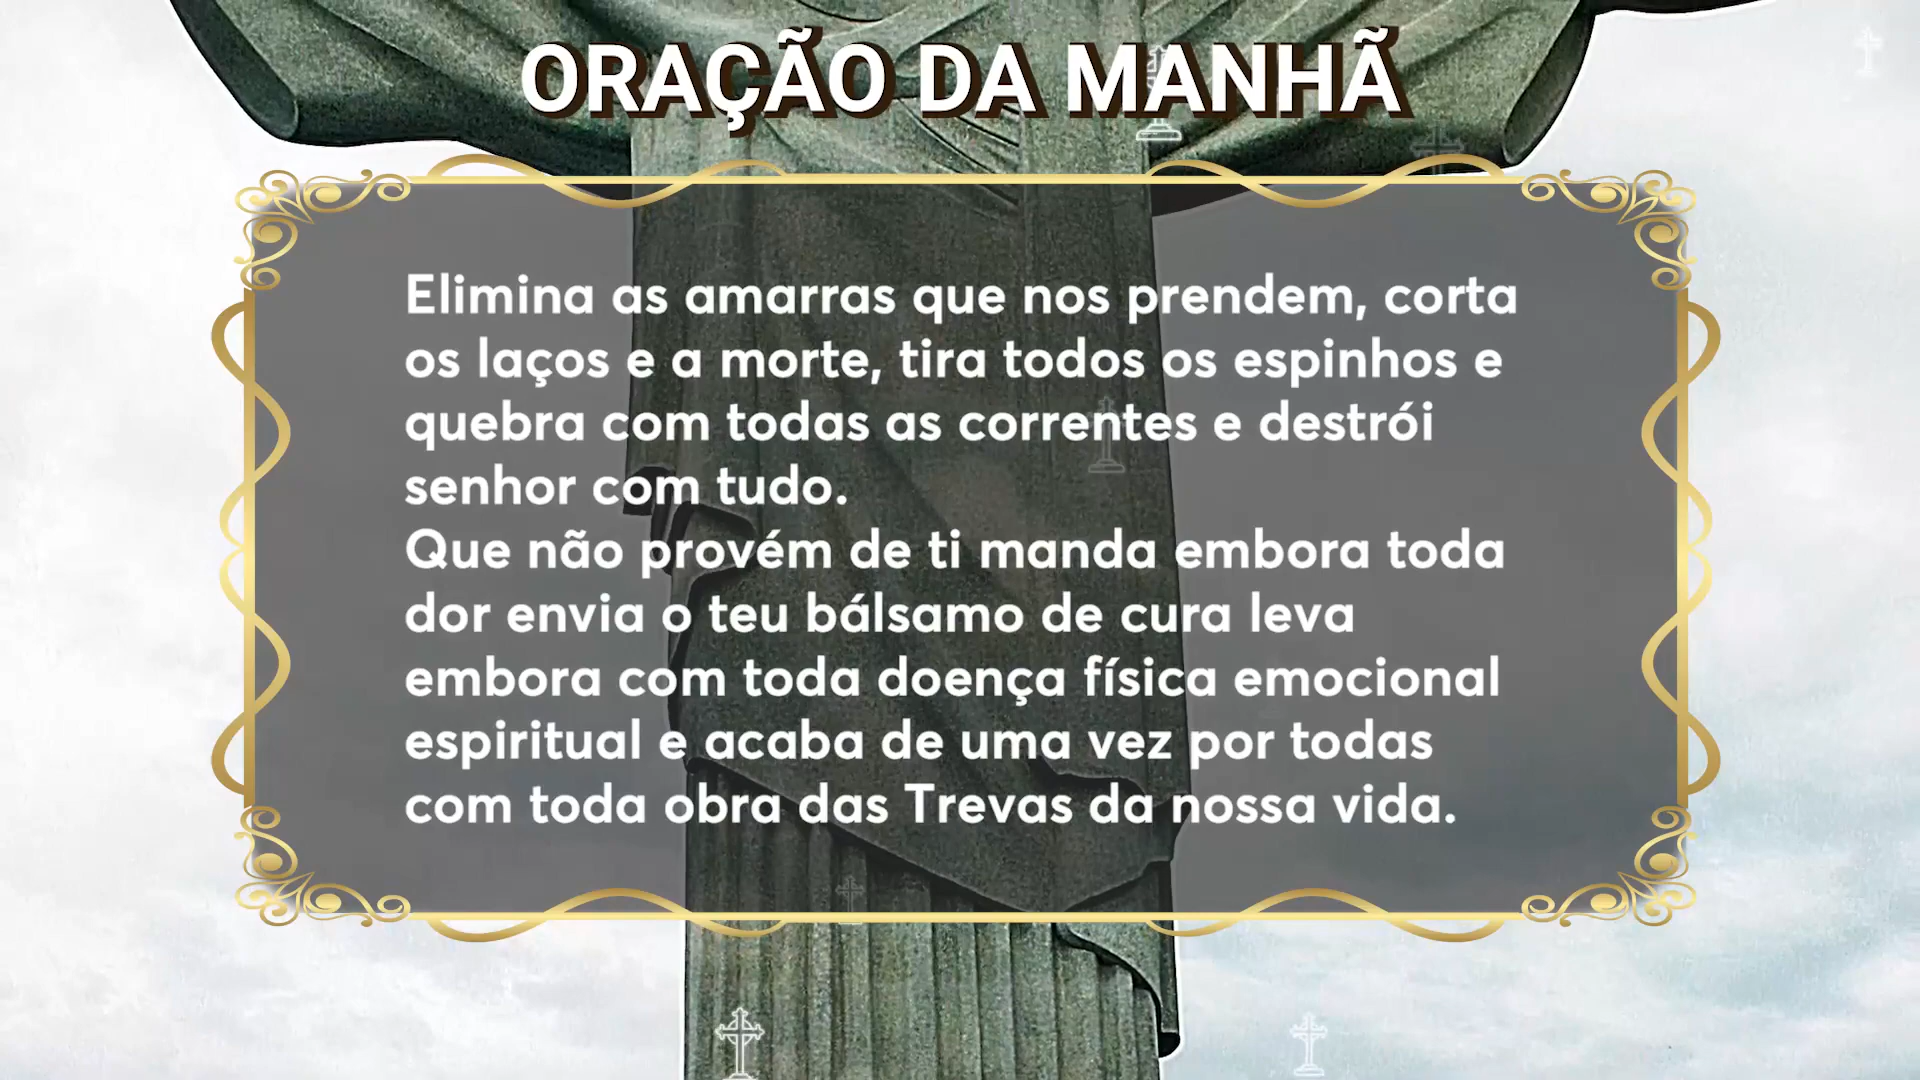 ORAÇÃO DA MANHÃ
Elimina as amarras que nos prendem, corta
os laços e a morte, tira todos os espinhos e
quebra com todas as correntes e destrói
senhor com tudo.
Que não provém de ti manda embora toda
dor envia o teu bálsamo de cura leva
embora com toda doença física emocional
espiritual e acaba de uma vez por todas
com toda obra das Trevas da nossa vida.